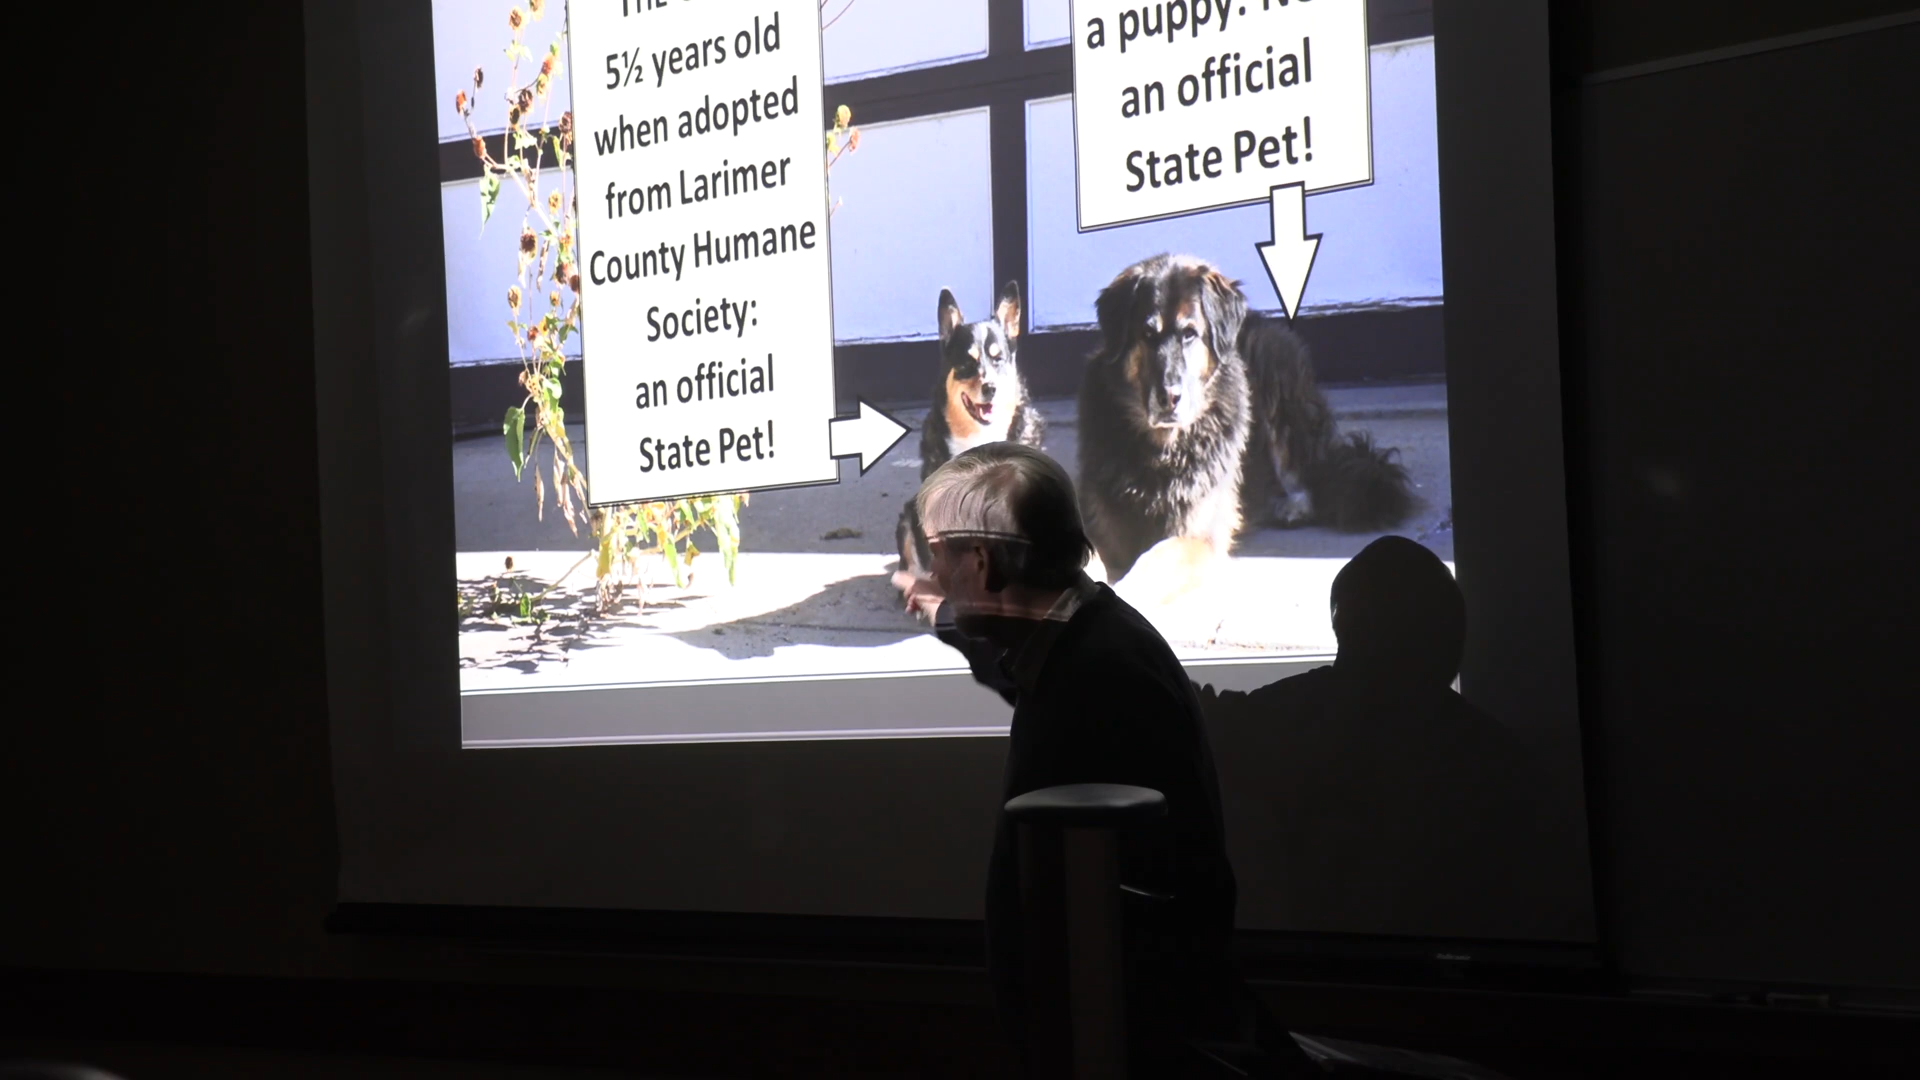 5½ years old
when adopted
from Larimer
County Humane
Society:
an official
State Pet!
a puppy:
an official
State Pet!